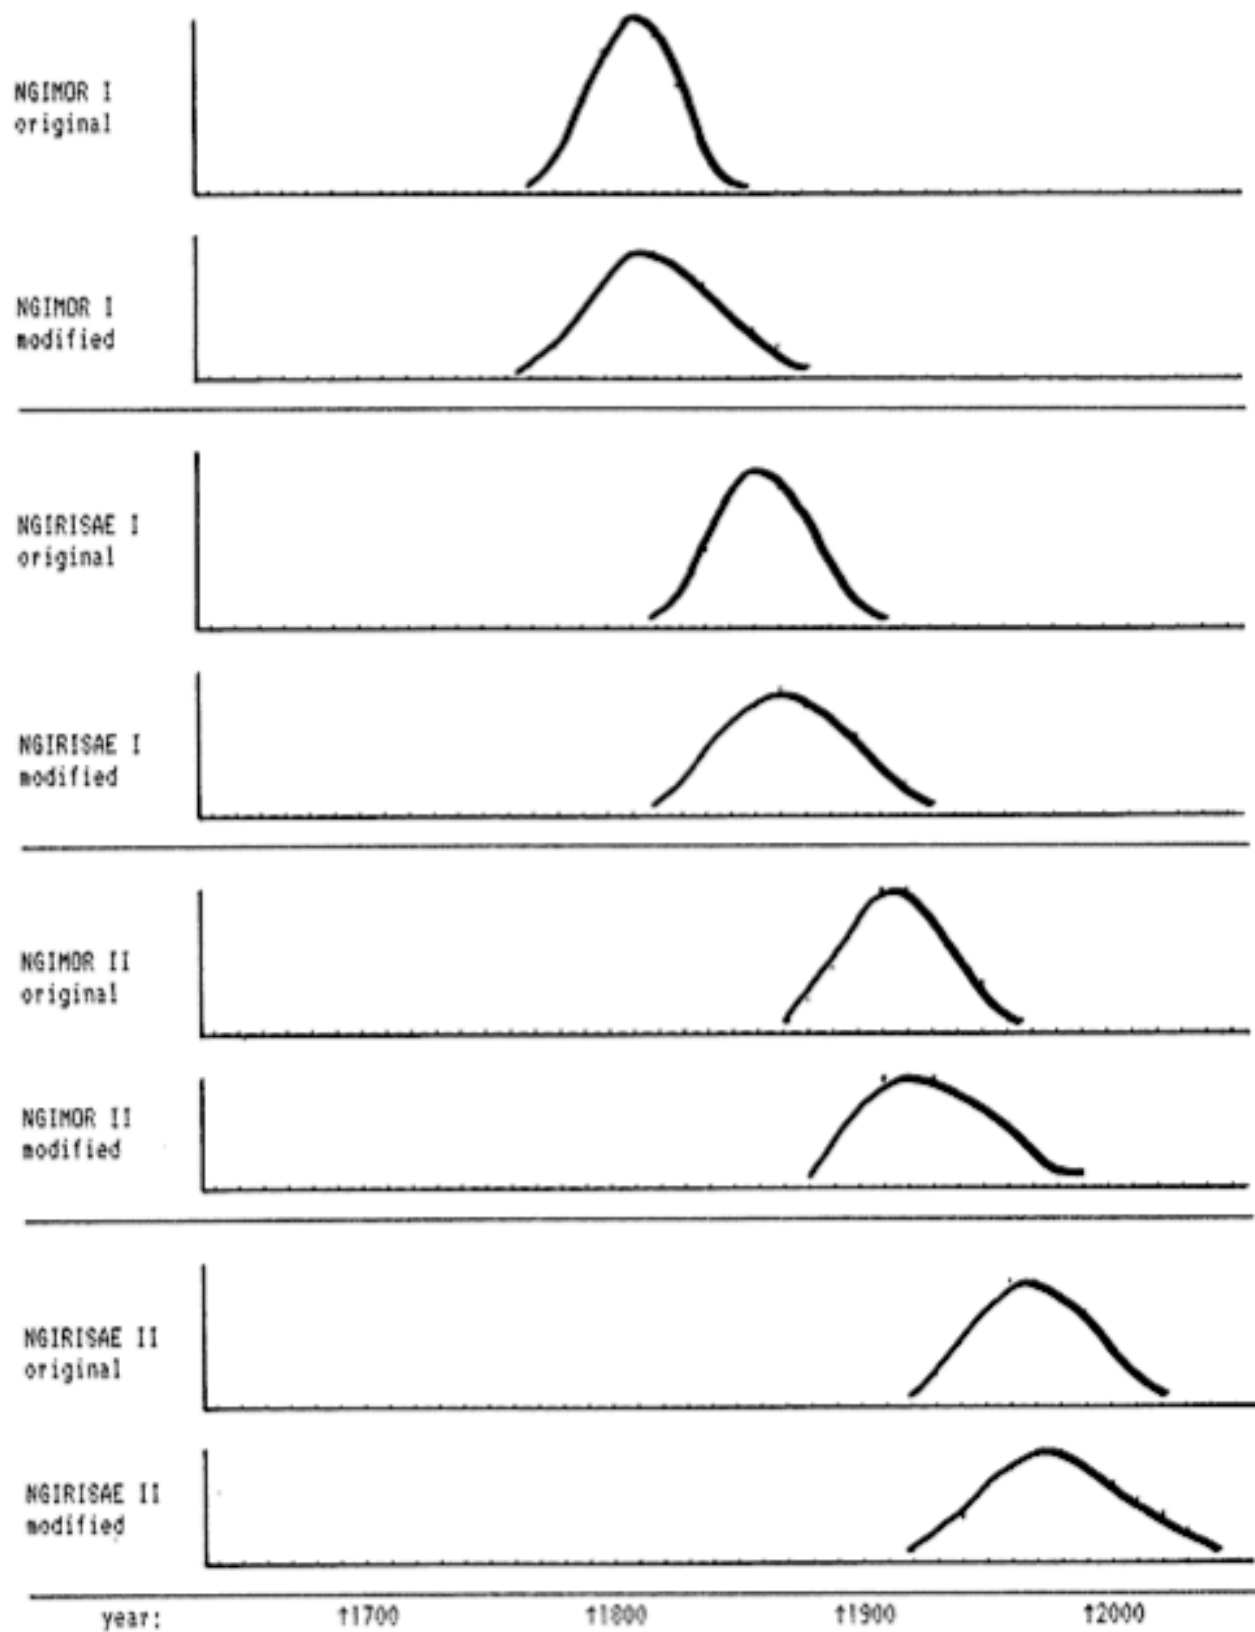 NGIMOR I
original
NGIMOR I
modified
NGIRISAE I
original
NGIRISAE I
modified
NGIMOR II
original
NGIMOR II
modified
NGIRISAE II
original
NGIRISAE II
modified
year: ↑1700 ↑1800 ↑1900 ↑2000